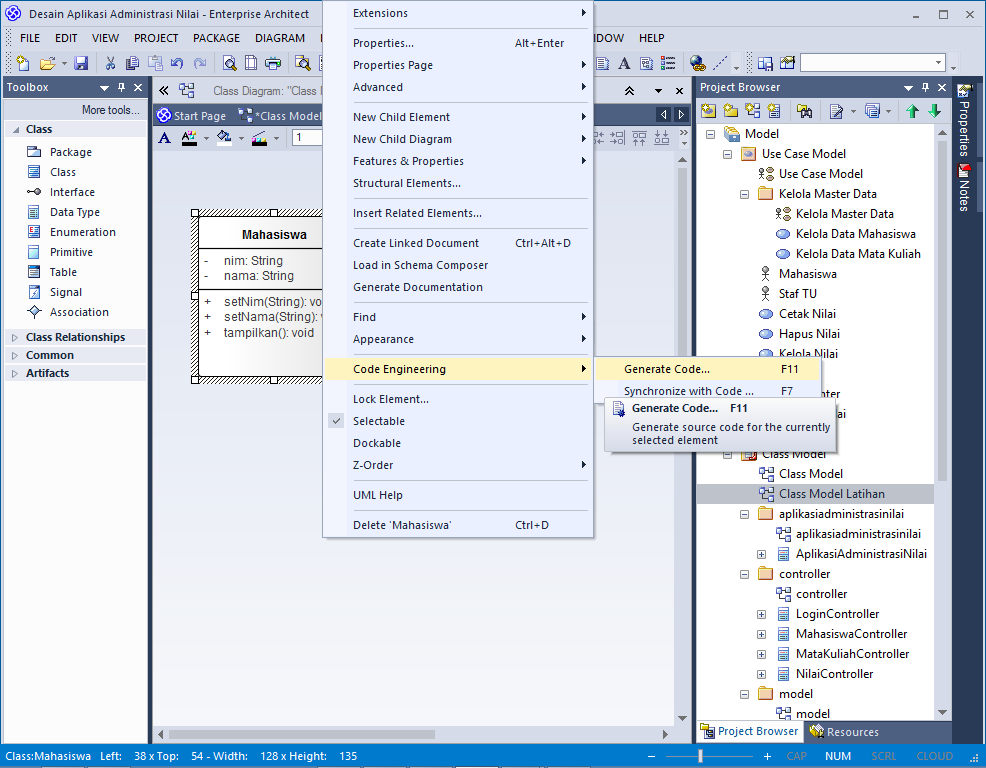 Desain Aplikasi Administrasi Nilai - Enterprise Architect
FILE EDIT VIEW PROJECT PACKAGE DIAGRAM DOW HELP
Toolbox
More tools...
Class
Package
Class
Interface
Data Type
Enumeration
Primitive
Table
Signal
Association
Class Relationships
Common
Artifacts
Class Diagram: "Class
Start Page *Class Model
1
Mahasiswa
- nim: String
- nama: String
+ setNim(String): vo
+ setNama(String):
+ tampilkan(): void
Extensions
Properties... Alt+Enter
Properties Page
Advanced
New Child Element
New Child Diagram
Features & Properties
Structural Elements...
Insert Related Elements...
Create Linked Document Ctrl+Alt+D
Load in Schema Composer
Generate Documentation
Find
Appearance
Code Engineering
Lock Element...
Selectable
Dockable
Z-Order
UML Help
Delete 'Mahasiswa' Ctrl+D
Generate Code... F11
Synchronize with Code ... F7
Generate Code... F11
Generate source code for the currently
selected element
Project Browser
Model
Use Case Model
Use Case Model
Kelola Master Data
Kelola Master Data
Kelola Data Mahasiswa
Kelola Data Mata Kuliah
Mahasiswa
Staf TU
Cetak Nilai
Hapus Nilai
Kelola Nilai
nter
ai
Class Model
Class Model
Class Model Latihan
aplikasiadministrasinilai
aplikasiadministrasinilai
AplikasiAdministrasiNilai
controller
controller
LoginController
MahasiswaController
MataKuliahController
NilaiController
model
model
Project Browser Resources
Properties
Notes
Class:Mahasiswa Left: 38 x Top: 54 - Width: 128 x Height: 135
CAP NUM SCRL CLOUD